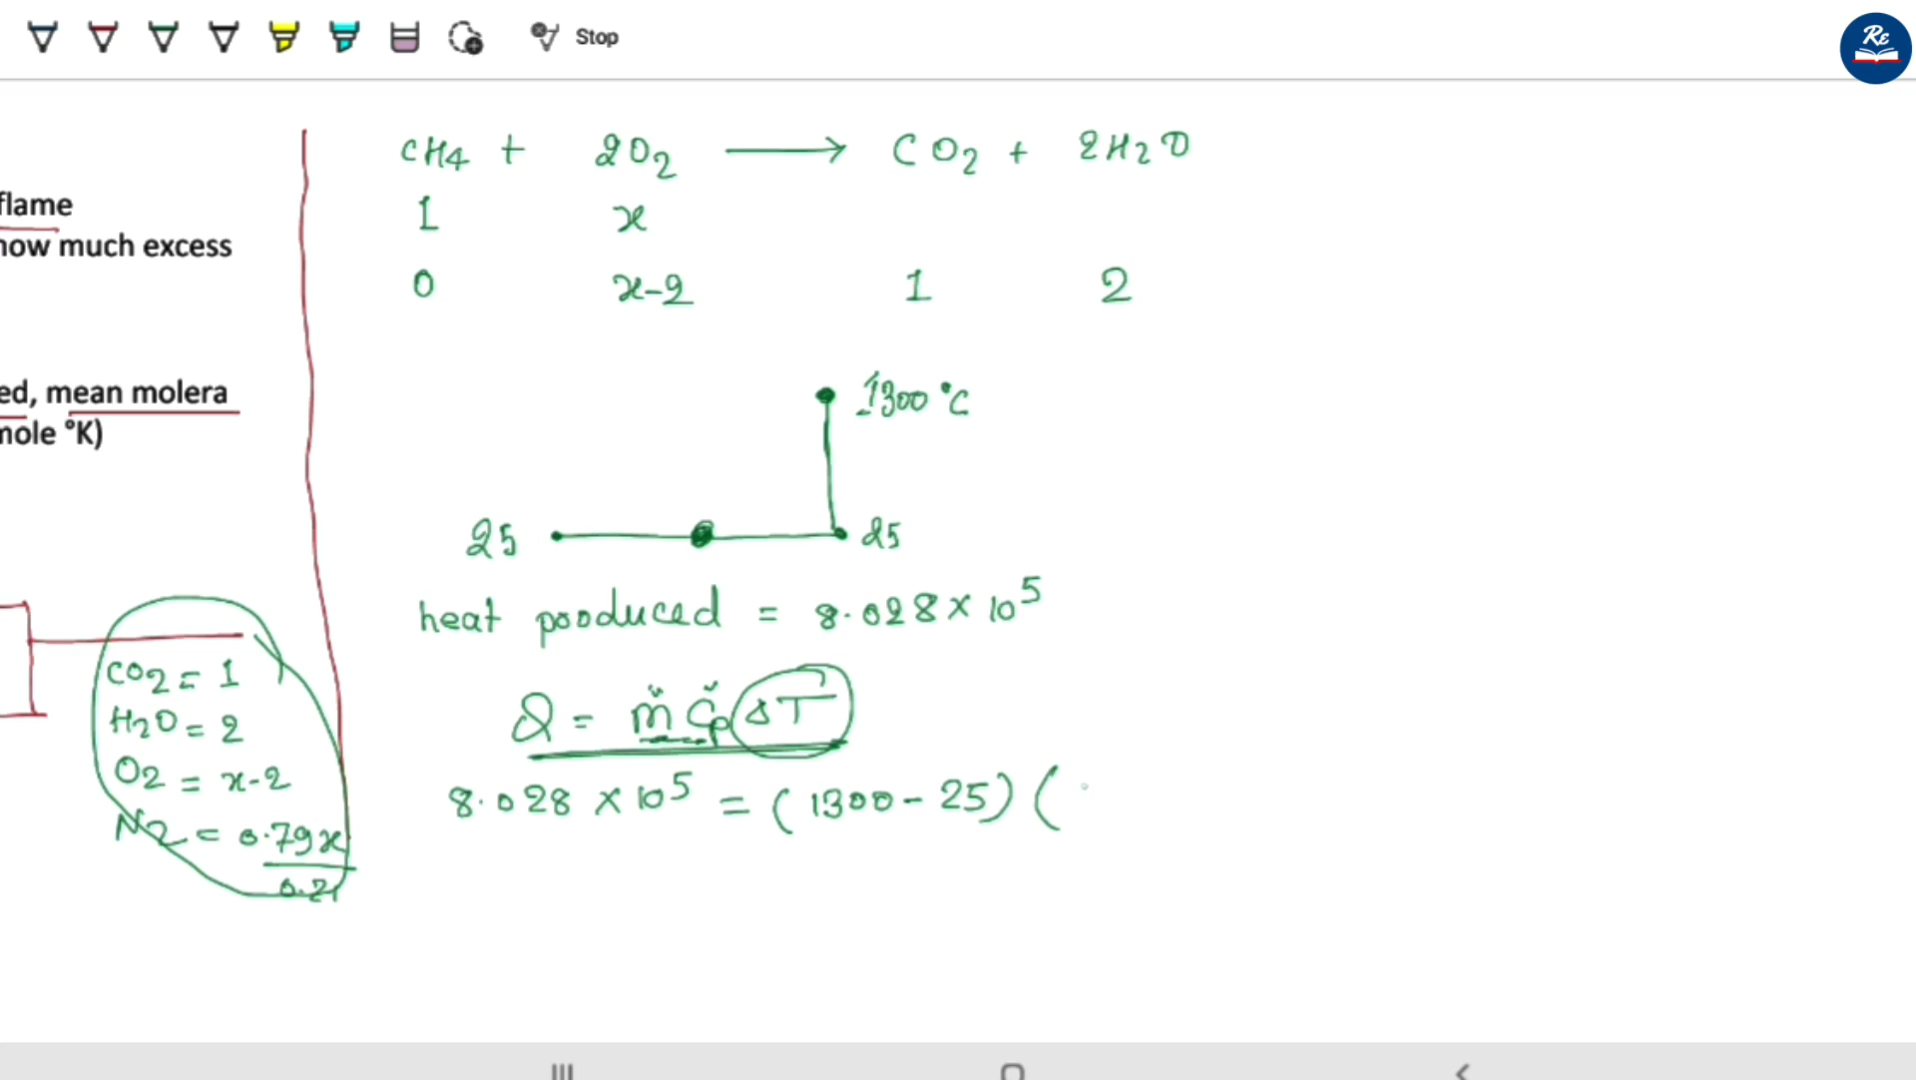 Stop
Rε
CH4 + 2O2 ⟶ CO2 + 2H2O
flame
1 x
how much excess
0 x-2 1 2
ed, mean molera
1300 °C
mole °K)
25 25
heat produced = 8.028 × 10^5
CO2 = 1
H2O = 2
O2 = x-2
N2 = 0.79x / 0.21
Q = ṁ Cp ΔT
8.028 × 10^5 = (1300 - 25) (